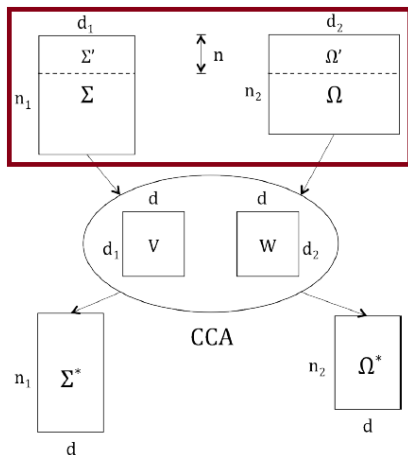 d₁ d₂
Σ′ n Ω′
n₁ Σ n₂ Ω
d d
d₁ V W d₂
CCA
n₁ Σ* n₂ Ω*
d d